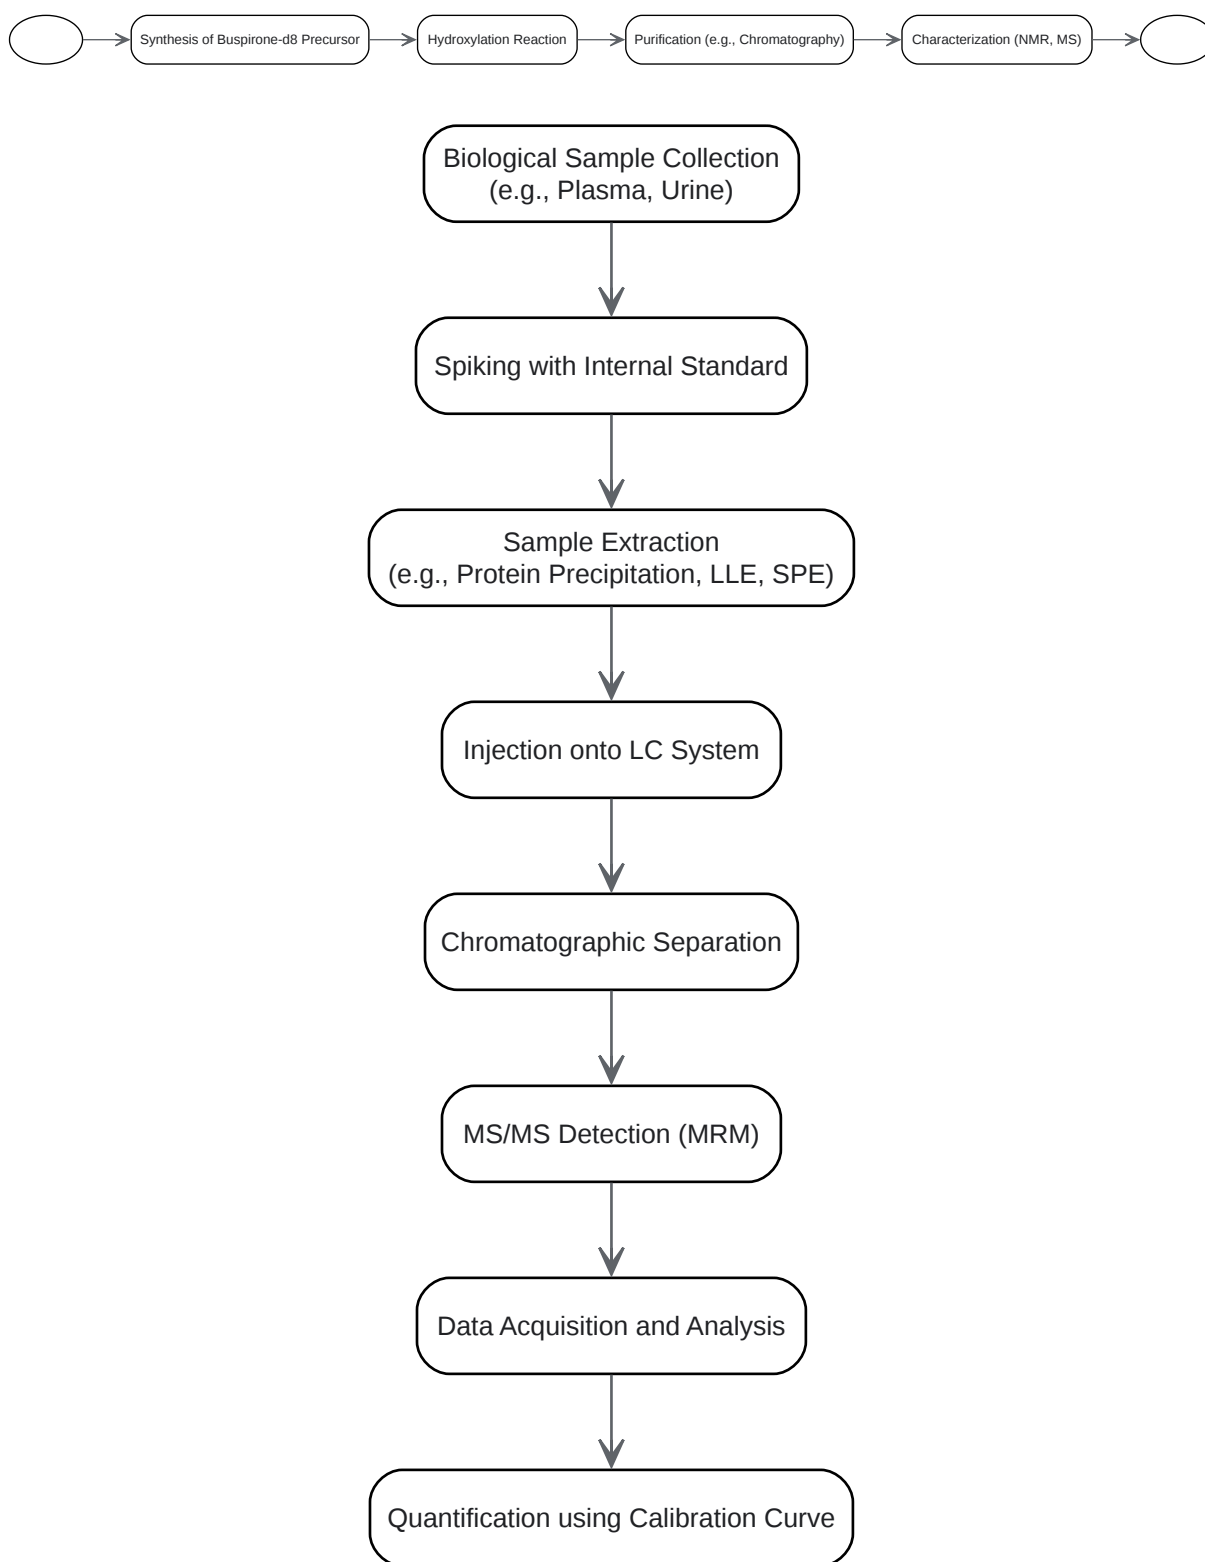 Synthesis of Buspirone-d8 Precursor
Hydroxylation Reaction
Purification (e.g., Chromatography)
Characterization (NMR, MS)
Biological Sample Collection
(e.g., Plasma, Urine)
Spiking with Internal Standard
Sample Extraction
(e.g., Protein Precipitation, LLE, SPE)
Injection onto LC System
Chromatographic Separation
MS/MS Detection (MRM)
Data Acquisition and Analysis
Quantification using Calibration Curve